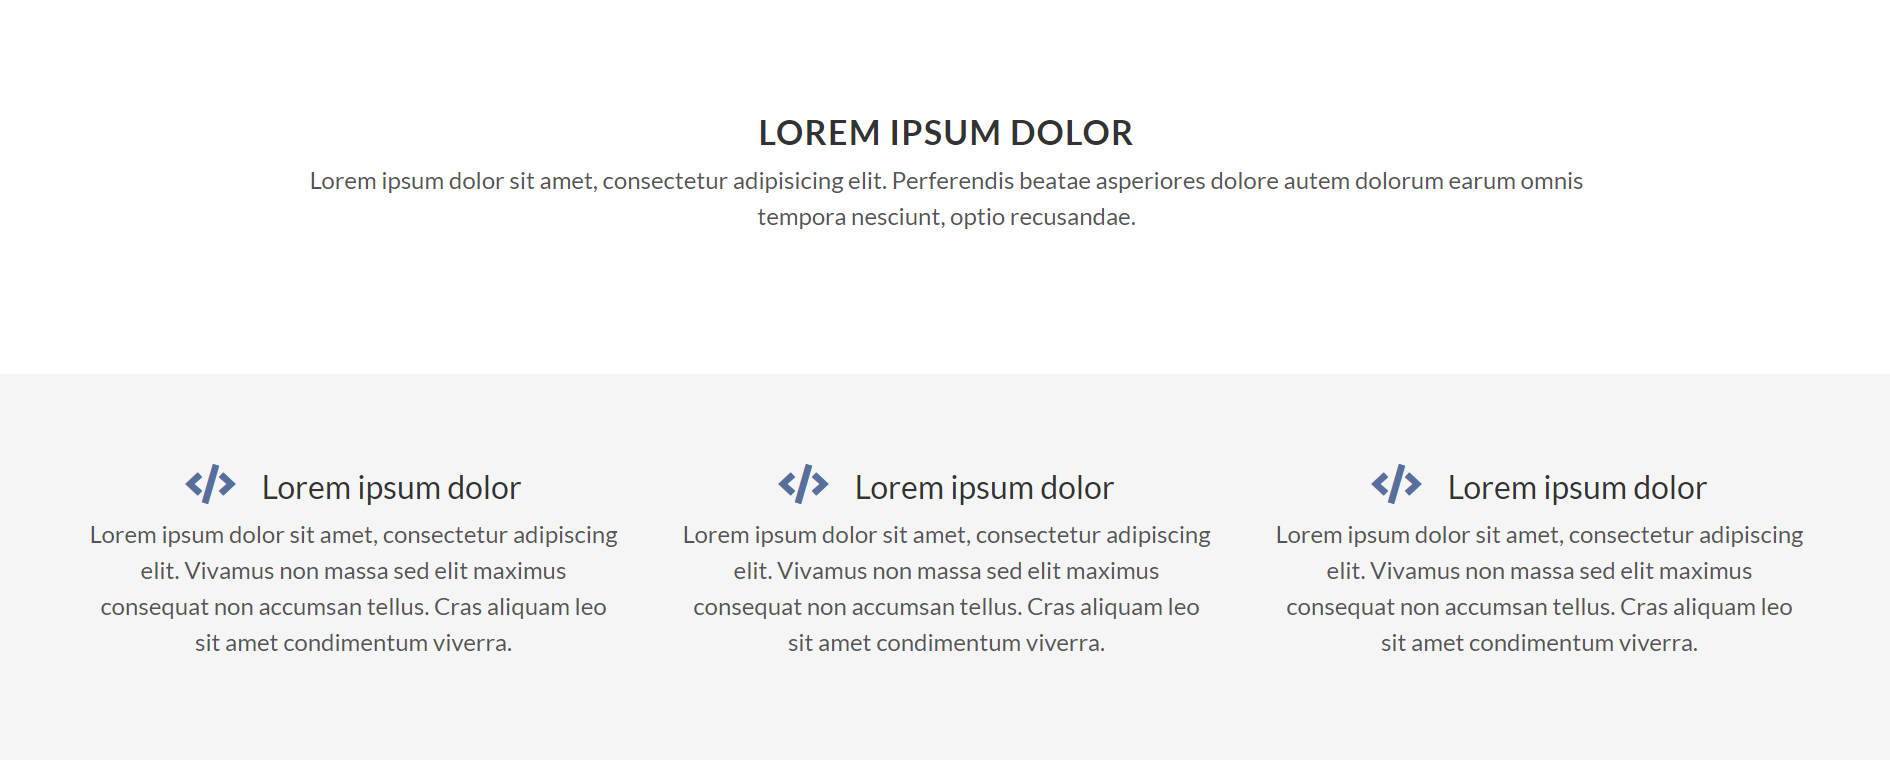 LOREM IPSUM DOLOR
Lorem ipsum dolor sit amet, consectetur adipisicing elit. Perferendis beatae asperiores dolore autem dolorum earum omnis
tempora nesciunt, optio recusandae.
Lorem ipsum dolor
Lorem ipsum dolor sit amet, consectetur adipiscing
elit. Vivamus non massa sed elit maximus
consequat non accumsan tellus. Cras aliquam leo
sit amet condimentum viverra.
Lorem ipsum dolor
Lorem ipsum dolor sit amet, consectetur adipiscing
elit. Vivamus non massa sed elit maximus
consequat non accumsan tellus. Cras aliquam leo
sit amet condimentum viverra.
Lorem ipsum dolor
Lorem ipsum dolor sit amet, consectetur adipiscing
elit. Vivamus non massa sed elit maximus
consequat non accumsan tellus. Cras aliquam leo
sit amet condimentum viverra.